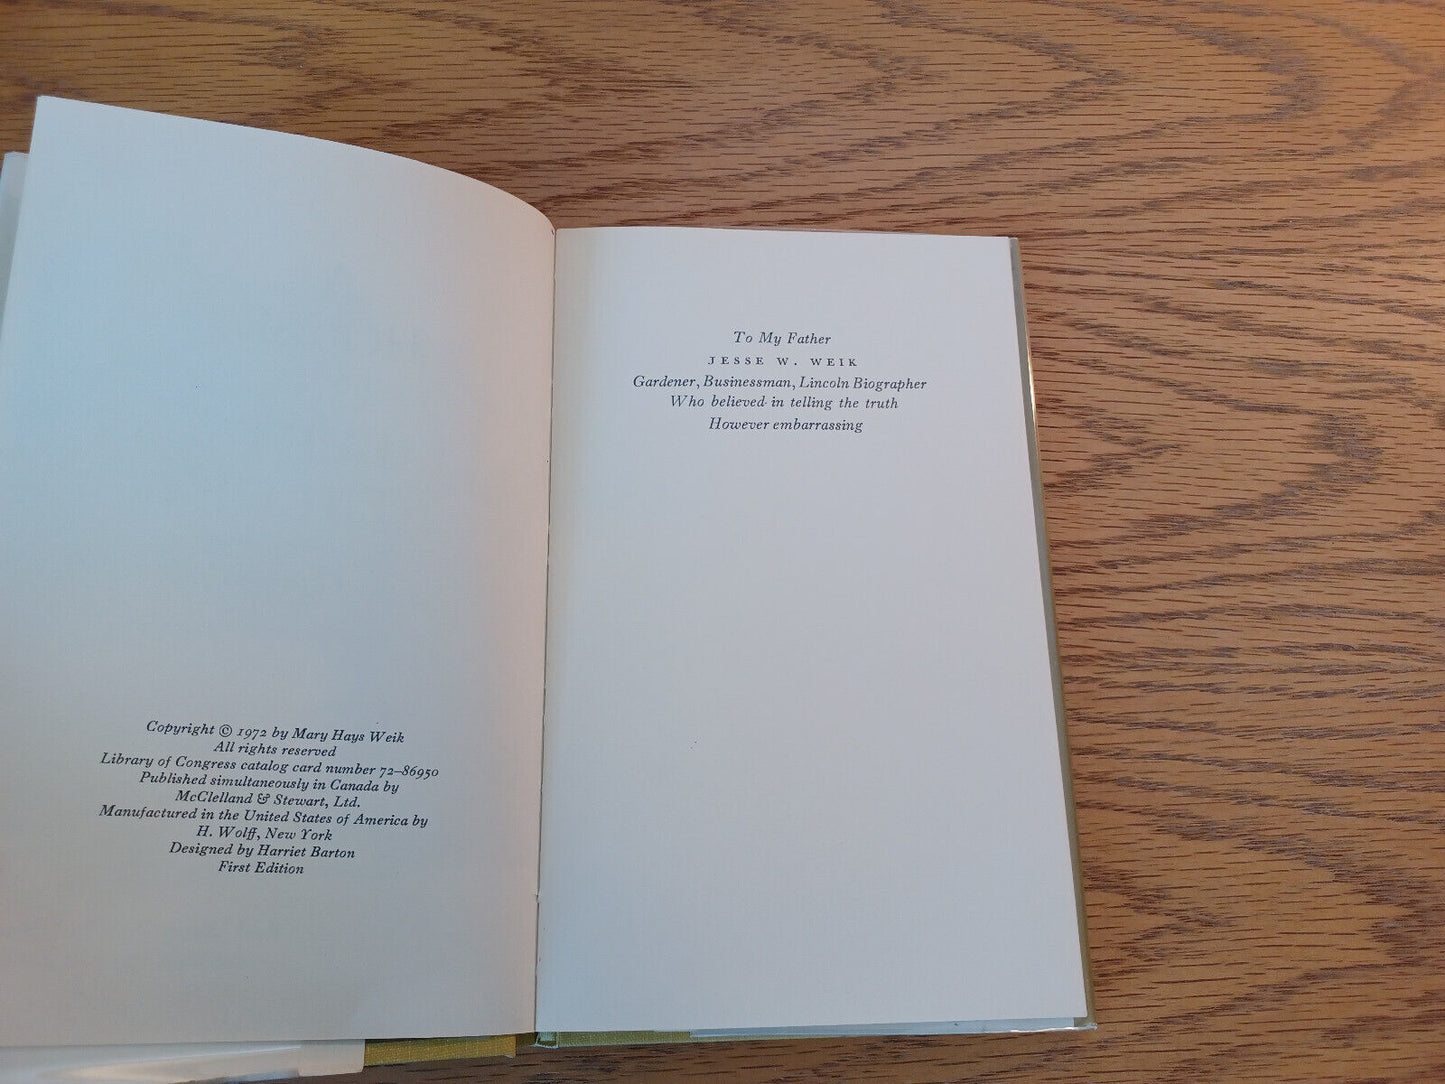 Copyright © 1972 by Mary Hays Weik
All rights reserved
Library of Congress catalog card number 72–86950
Published simultaneously in Canada by
McClelland & Stewart, Ltd.
Manufactured in the United States of America by
H. Wolff, New York
Designed by Harriet Barton
First Edition
To My Father
JESSE W. WEIK
Gardener, Businessman, Lincoln Biographer
Who believed in telling the truth
However embarrassing